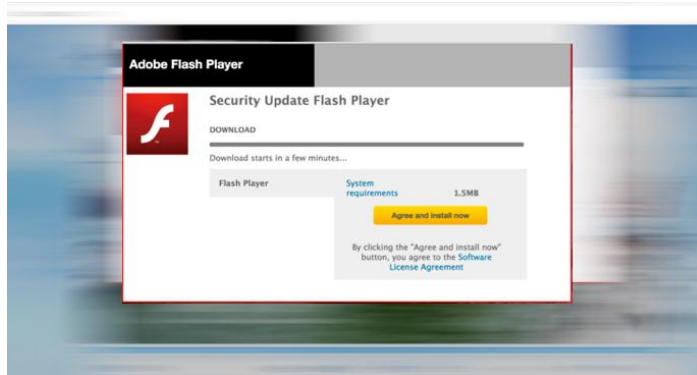 Adobe Flash Player
Security Update Flash Player
DOWNLOAD
Download starts in a few minutes...
Flash Player
System
requirements
1.5MB
Agree and install now
By clicking the "Agree and install now"
button, you agree to the Software
License Agreement